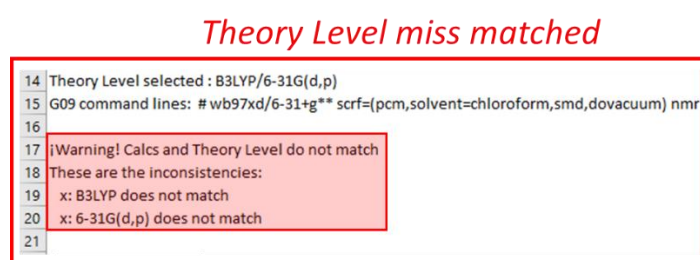 Theory Level miss matched
14 Theory Level selected : B3LYP/6-31G(d,p)
15 G09 command lines: # wb97xd/6-31+g** scrf=(pcm,solvent=chloroform,smd,dovacuum) nmr
16
17 ¡Warning! Calcs and Theory Level do not match
18 These are the inconsistencies:
19 x: B3LYP does not match
20 x: 6-31G(d,p) does not match
21